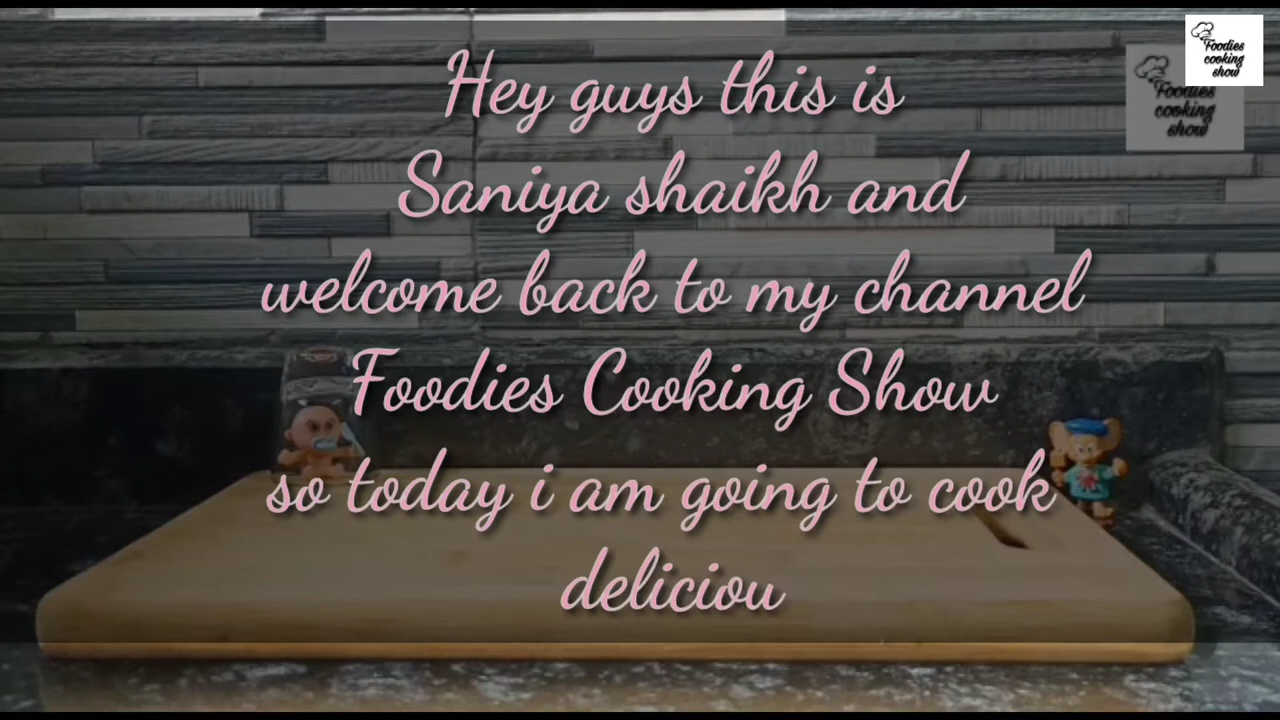 Hey guys this is
Saniya shaikh and
welcome back to my channel
Foodies Cooking Show
so today i am going to cook
deliciou
Foodies
cooking
show
Foodies
cooking
show